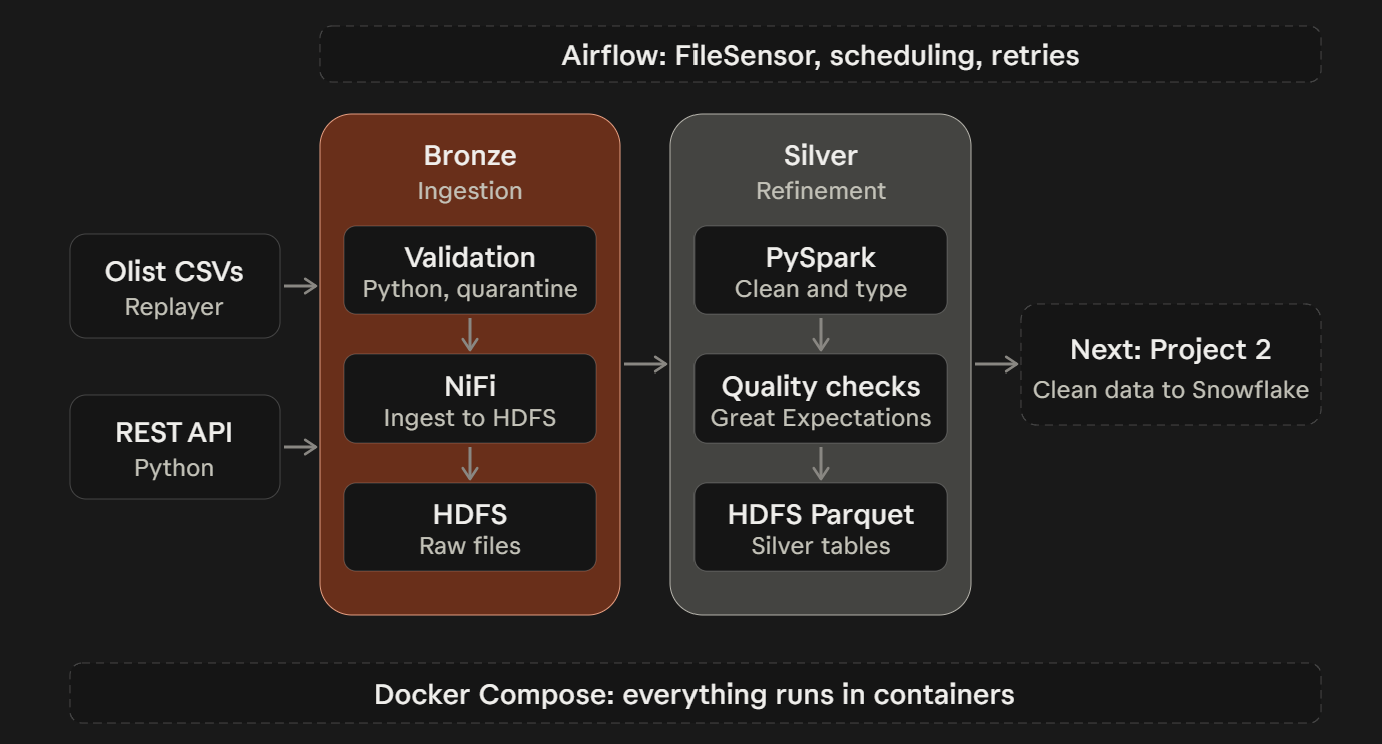 Airflow: FileSensor, scheduling, retries
Bronze
Ingestion
Validation
Python, quarantine
NiFi
Ingest to HDFS
HDFS
Raw files
Silver
Refinement
PySpark
Clean and type
Quality checks
Great Expectations
HDFS Parquet
Silver tables
Olist CSVs
Replayer
REST API
Python
Next: Project 2
Clean data to Snowflake
Docker Compose: everything runs in containers